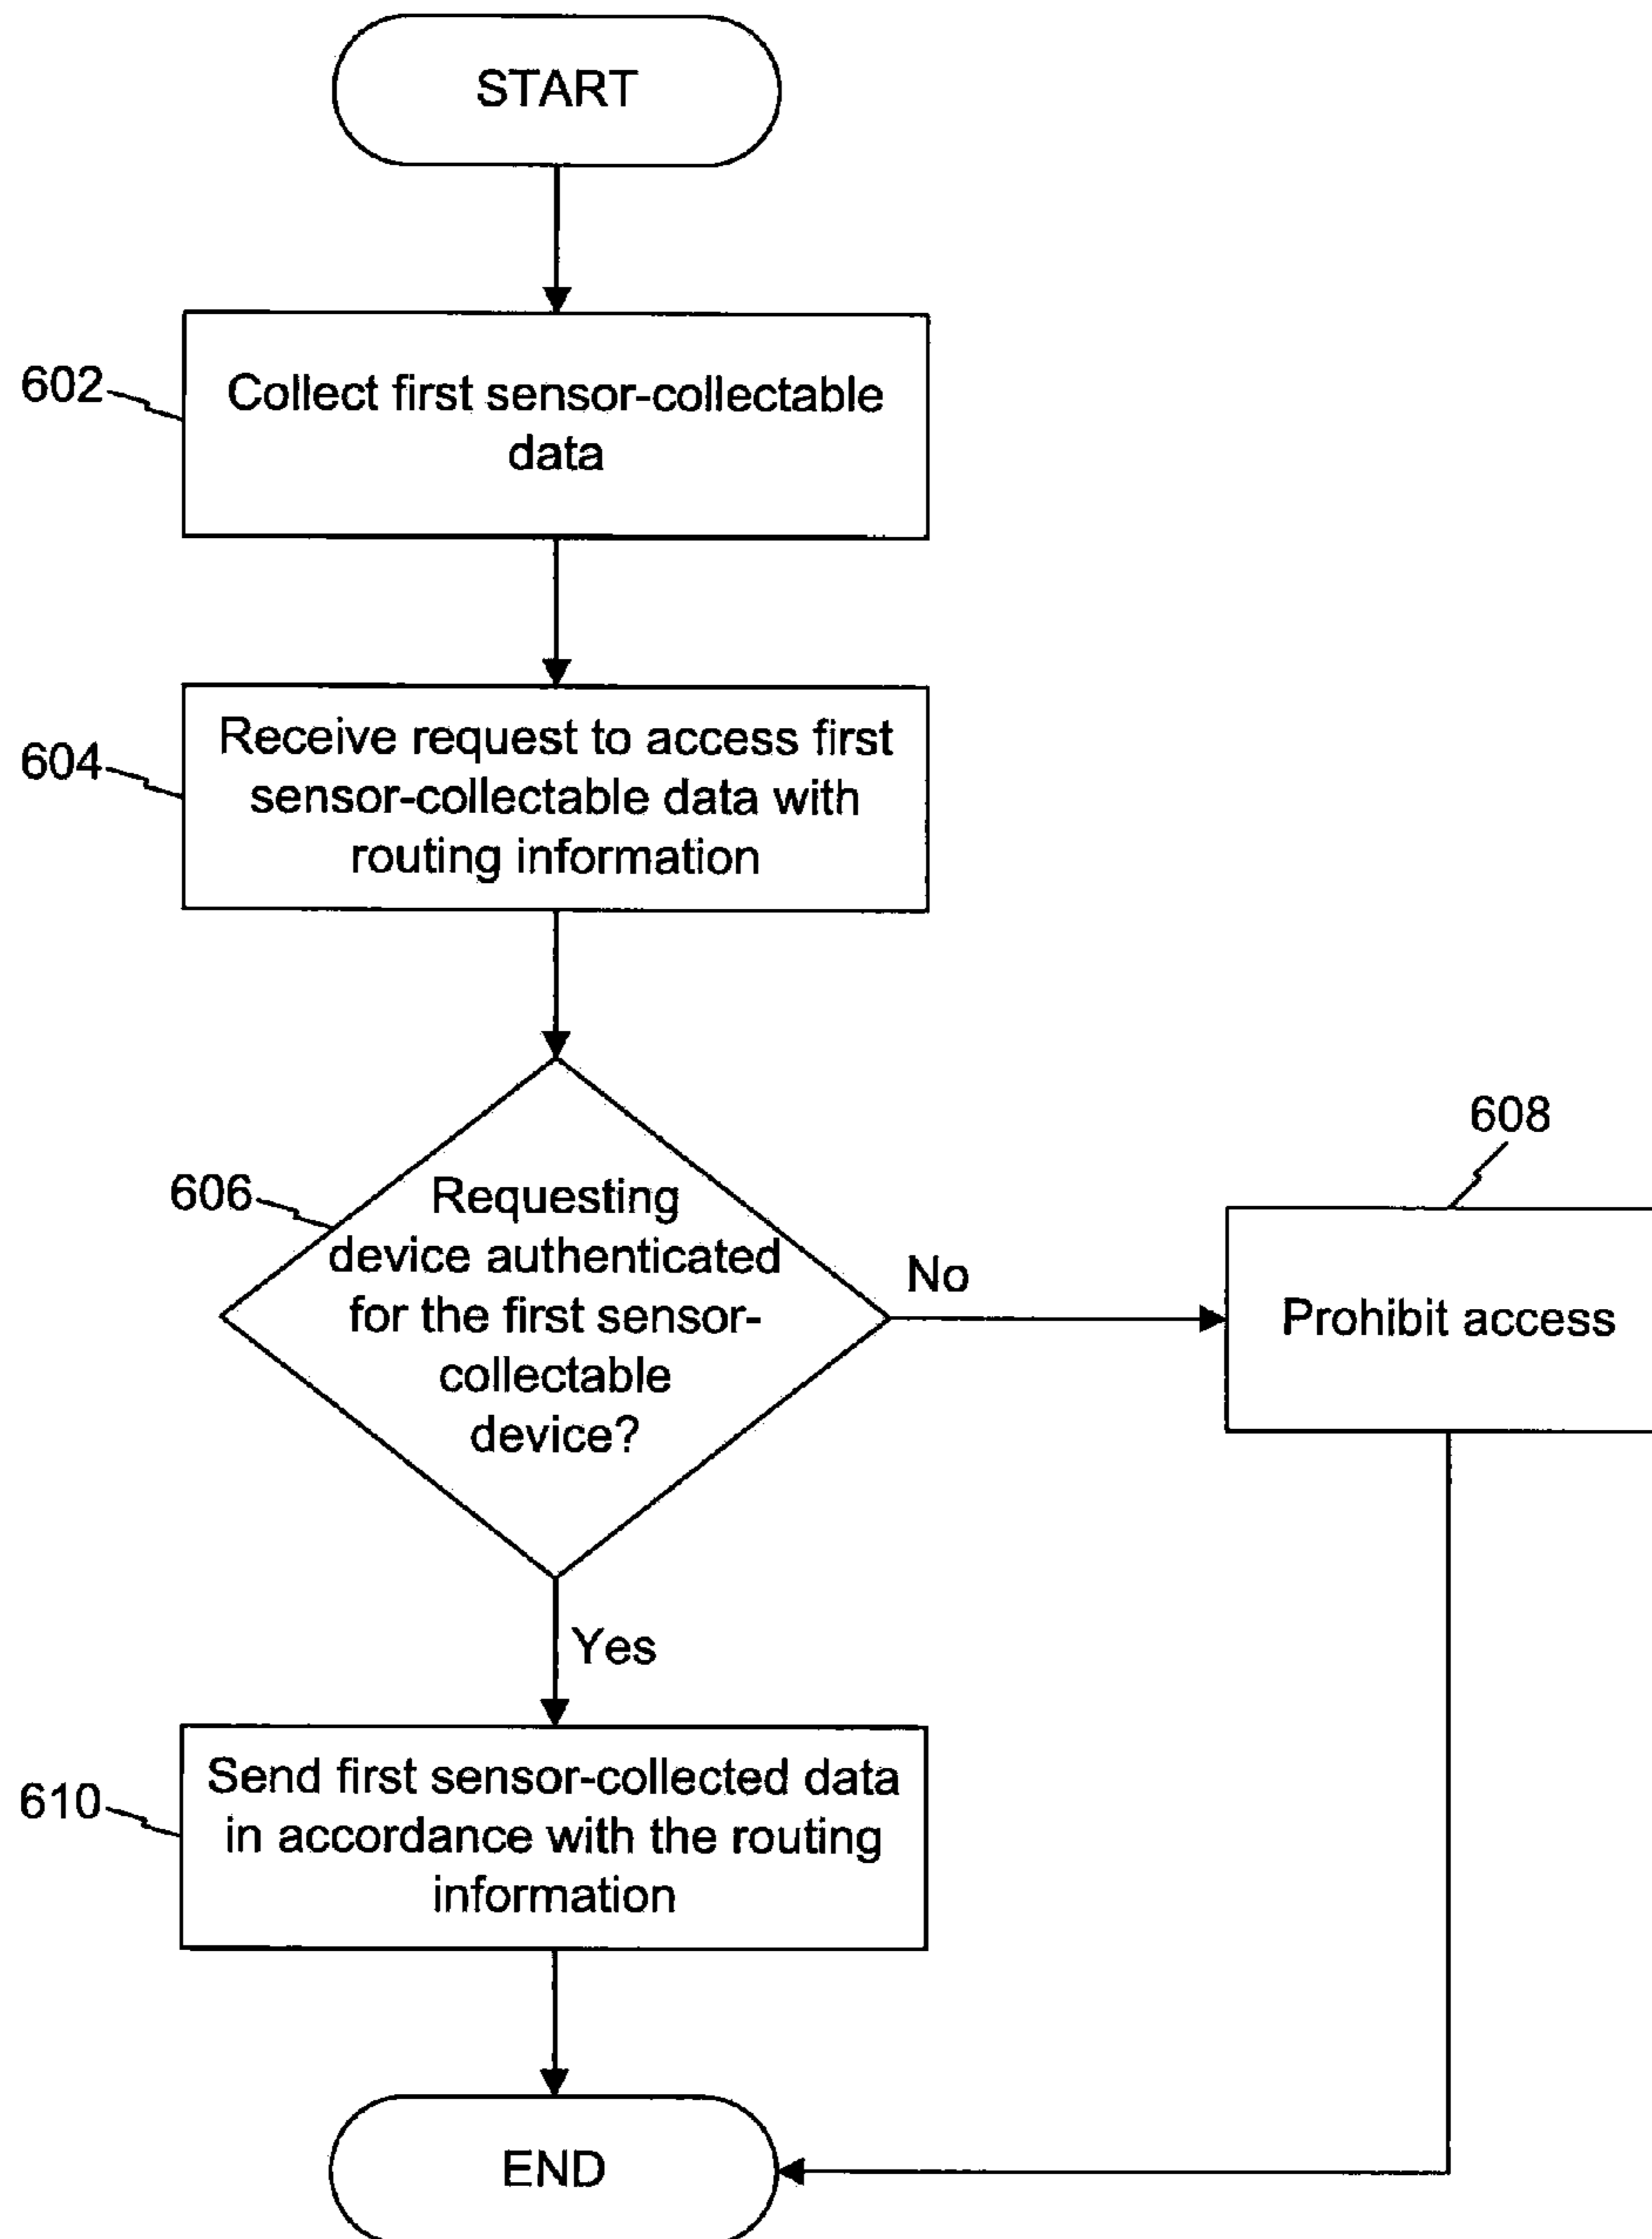 START
602
Collect first sensor-collectable
data
604
Receive request to access first
sensor-collectable data with
routing information
606
Requesting
device authenticated
for the first sensor-
collectable
device?
No
608
Prohibit access
Yes
610
Send first sensor-collected data
in accordance with the routing
information
END